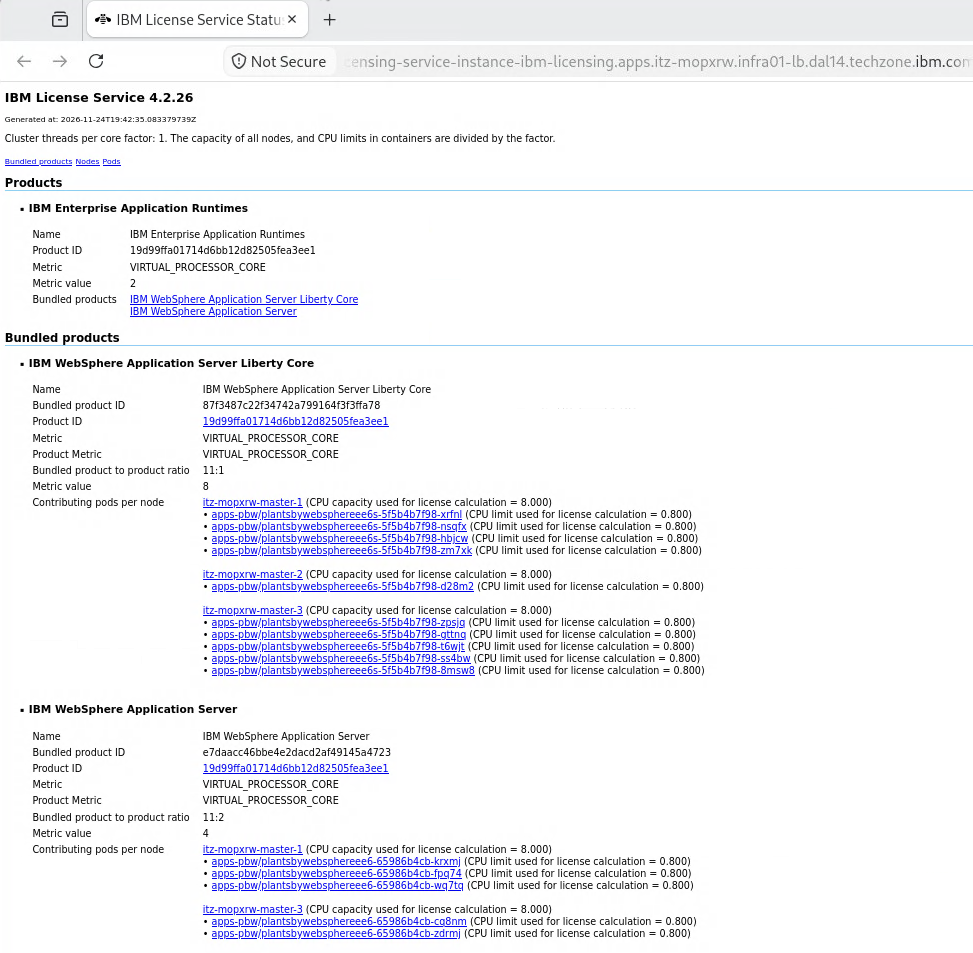 IBM License Service Statu
Not Secure
ensing-service-instance-ibm-licensing.apps.itz-mopxrw.infra01-lb.dal14.techzone.ibm.com
IBM License Service 4.2.26
Generated at: 2026-11-24T19:42:35.083379739Z
Cluster threads per core factor: 1. The capacity of all nodes, and CPU limits in containers are divided by the factor.
Bundled products Nodes Pods
Products
▪ IBM Enterprise Application Runtimes
Name IBM Enterprise Application Runtimes
Product ID 19d99ffa01714d6bb12d82505fea3ee1
Metric VIRTUAL_PROCESSOR_CORE
Metric value 2
Bundled products IBM WebSphere Application Server Liberty Core
IBM WebSphere Application Server
Bundled products
▪ IBM WebSphere Application Server Liberty Core
Name IBM WebSphere Application Server Liberty Core
Bundled product ID 87f3487c22f34742a799164f3f3ffa78
Product ID 19d99ffa01714d6bb12d82505fea3ee1
Metric VIRTUAL_PROCESSOR_CORE
Product Metric VIRTUAL_PROCESSOR_CORE
Bundled product to product ratio 11:1
Metric value 8
Contributing pods per node itz-mopxrw-master-1 (CPU capacity used for license calculation = 8.000)
• apps-pbw/plantsbywebsphereee6s-5f5b4b7f98-xrfnl (CPU limit used for license calculation = 0.800)
• apps-pbw/plantsbywebsphereee6s-5f5b4b7f98-nsqfx (CPU limit used for license calculation = 0.800)
• apps-pbw/plantsbywebsphereee6s-5f5b4b7f98-hbjcw (CPU limit used for license calculation = 0.800)
• apps-pbw/plantsbywebsphereee6s-5f5b4b7f98-zm7xk (CPU limit used for license calculation = 0.800)
itz-mopxrw-master-2 (CPU capacity used for license calculation = 8.000)
• apps-pbw/plantsbywebsphereee6s-5f5b4b7f98-d28m2 (CPU limit used for license calculation = 0.800)
itz-mopxrw-master-3 (CPU capacity used for license calculation = 8.000)
• apps-pbw/plantsbywebsphereee6s-5f5b4b7f98-zpsjq (CPU limit used for license calculation = 0.800)
• apps-pbw/plantsbywebsphereee6s-5f5b4b7f98-gttnq (CPU limit used for license calculation = 0.800)
• apps-pbw/plantsbywebsphereee6s-5f5b4b7f98-t6wjt (CPU limit used for license calculation = 0.800)
• apps-pbw/plantsbywebsphereee6s-5f5b4b7f98-ss4bw (CPU limit used for license calculation = 0.800)
• apps-pbw/plantsbywebsphereee6s-5f5b4b7f98-8msw8 (CPU limit used for license calculation = 0.800)
▪ IBM WebSphere Application Server
Name IBM WebSphere Application Server
Bundled product ID e7daacc46bbe4e2dacd2af49145a4723
Product ID 19d99ffa01714d6bb12d82505fea3ee1
Metric VIRTUAL_PROCESSOR_CORE
Product Metric VIRTUAL_PROCESSOR_CORE
Bundled product to product ratio 11:2
Metric value 4
Contributing pods per node itz-mopxrw-master-1 (CPU capacity used for license calculation = 8.000)
• apps-pbw/plantsbywebsphereee6-65986b4cb-krxmj (CPU limit used for license calculation = 0.800)
• apps-pbw/plantsbywebsphereee6-65986b4cb-fpq74 (CPU limit used for license calculation = 0.800)
• apps-pbw/plantsbywebsphereee6-65986b4cb-wq7tq (CPU limit used for license calculation = 0.800)
itz-mopxrw-master-3 (CPU capacity used for license calculation = 8.000)
• apps-pbw/plantsbywebsphereee6-65986b4cb-cq8nm (CPU limit used for license calculation = 0.800)
• apps-pbw/plantsbywebsphereee6-65986b4cb-zdrmj (CPU limit used for license calculation = 0.800)